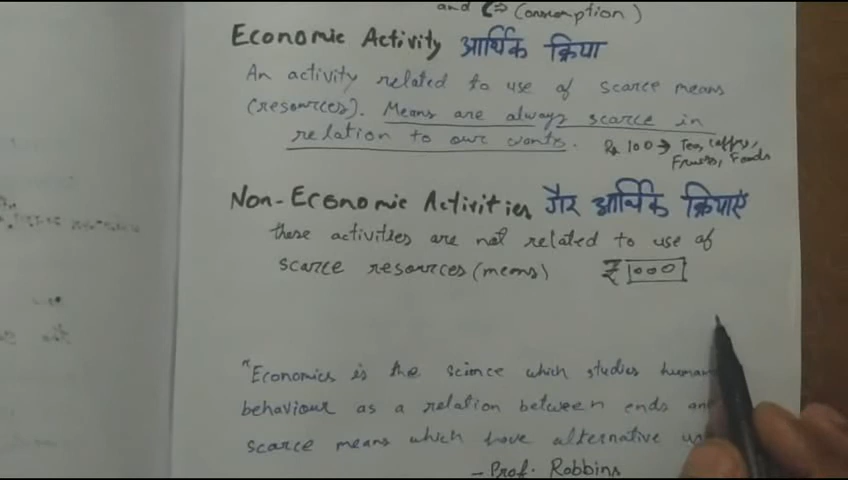 and C ⇒ (Consumption)
Economic Activity आर्थिक क्रिया
An activity related to use of scarce means
(resources). Means are always scarce in
relation to our wants. Rs 100 → Tea, Coffee,
Fruits, Foods
Non-Economic Activities गैर आर्थिक क्रियाएं
these activities are not related to use of
scarce resources (means) ₹ 1000
"Economics is the science which studies human
behaviour as a relation between ends and
scarce means which have alternative
- Prof. Robbins